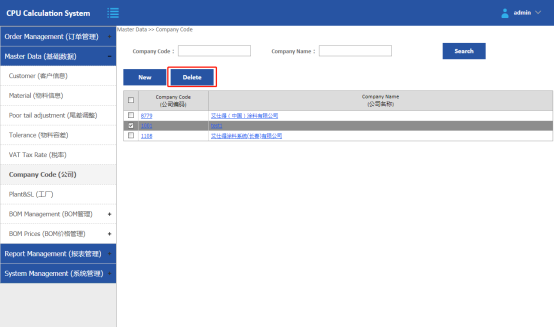 CPU Calculation System
admin
Order Management (订单管理)
Master Data (基础数据) -
Customer (客户信息)
Material (物料信息)
Poor tail adjustment (尾差调整)
Tolerance (物料容差)
VAT Tax Rate (税率)
Company Code (公司)
Plant&SL (工厂)
BOM Management (BOM管理) +
BOM Prices (BOM价格管理) +
Report Management (报表管理)
System Management (系统管理)
Master Data >> Company Code
Company Code： Company Name： Search
New Delete
Company Code Company Name
(公司编码) (公司名称)
8770 艾仕得（中国）涂料有限公司
1108 艾仕得涂料系统(长春)有限公司